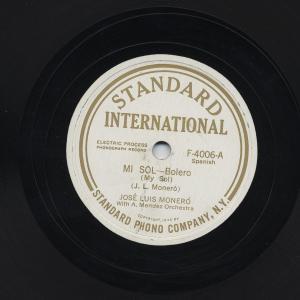 STANDARD
INTERNATIONAL
ELECTRIC PROCESS
PHONOGRAPH RECORD
F-4006-A
Spanish
MI SOL—Bolero
(My Sol)
(J. L. Moneró)
JOSÉ LUIS MONERÓ
With A. Mendez Orchestra
STANDARD PHONO COMPANY, N.Y.